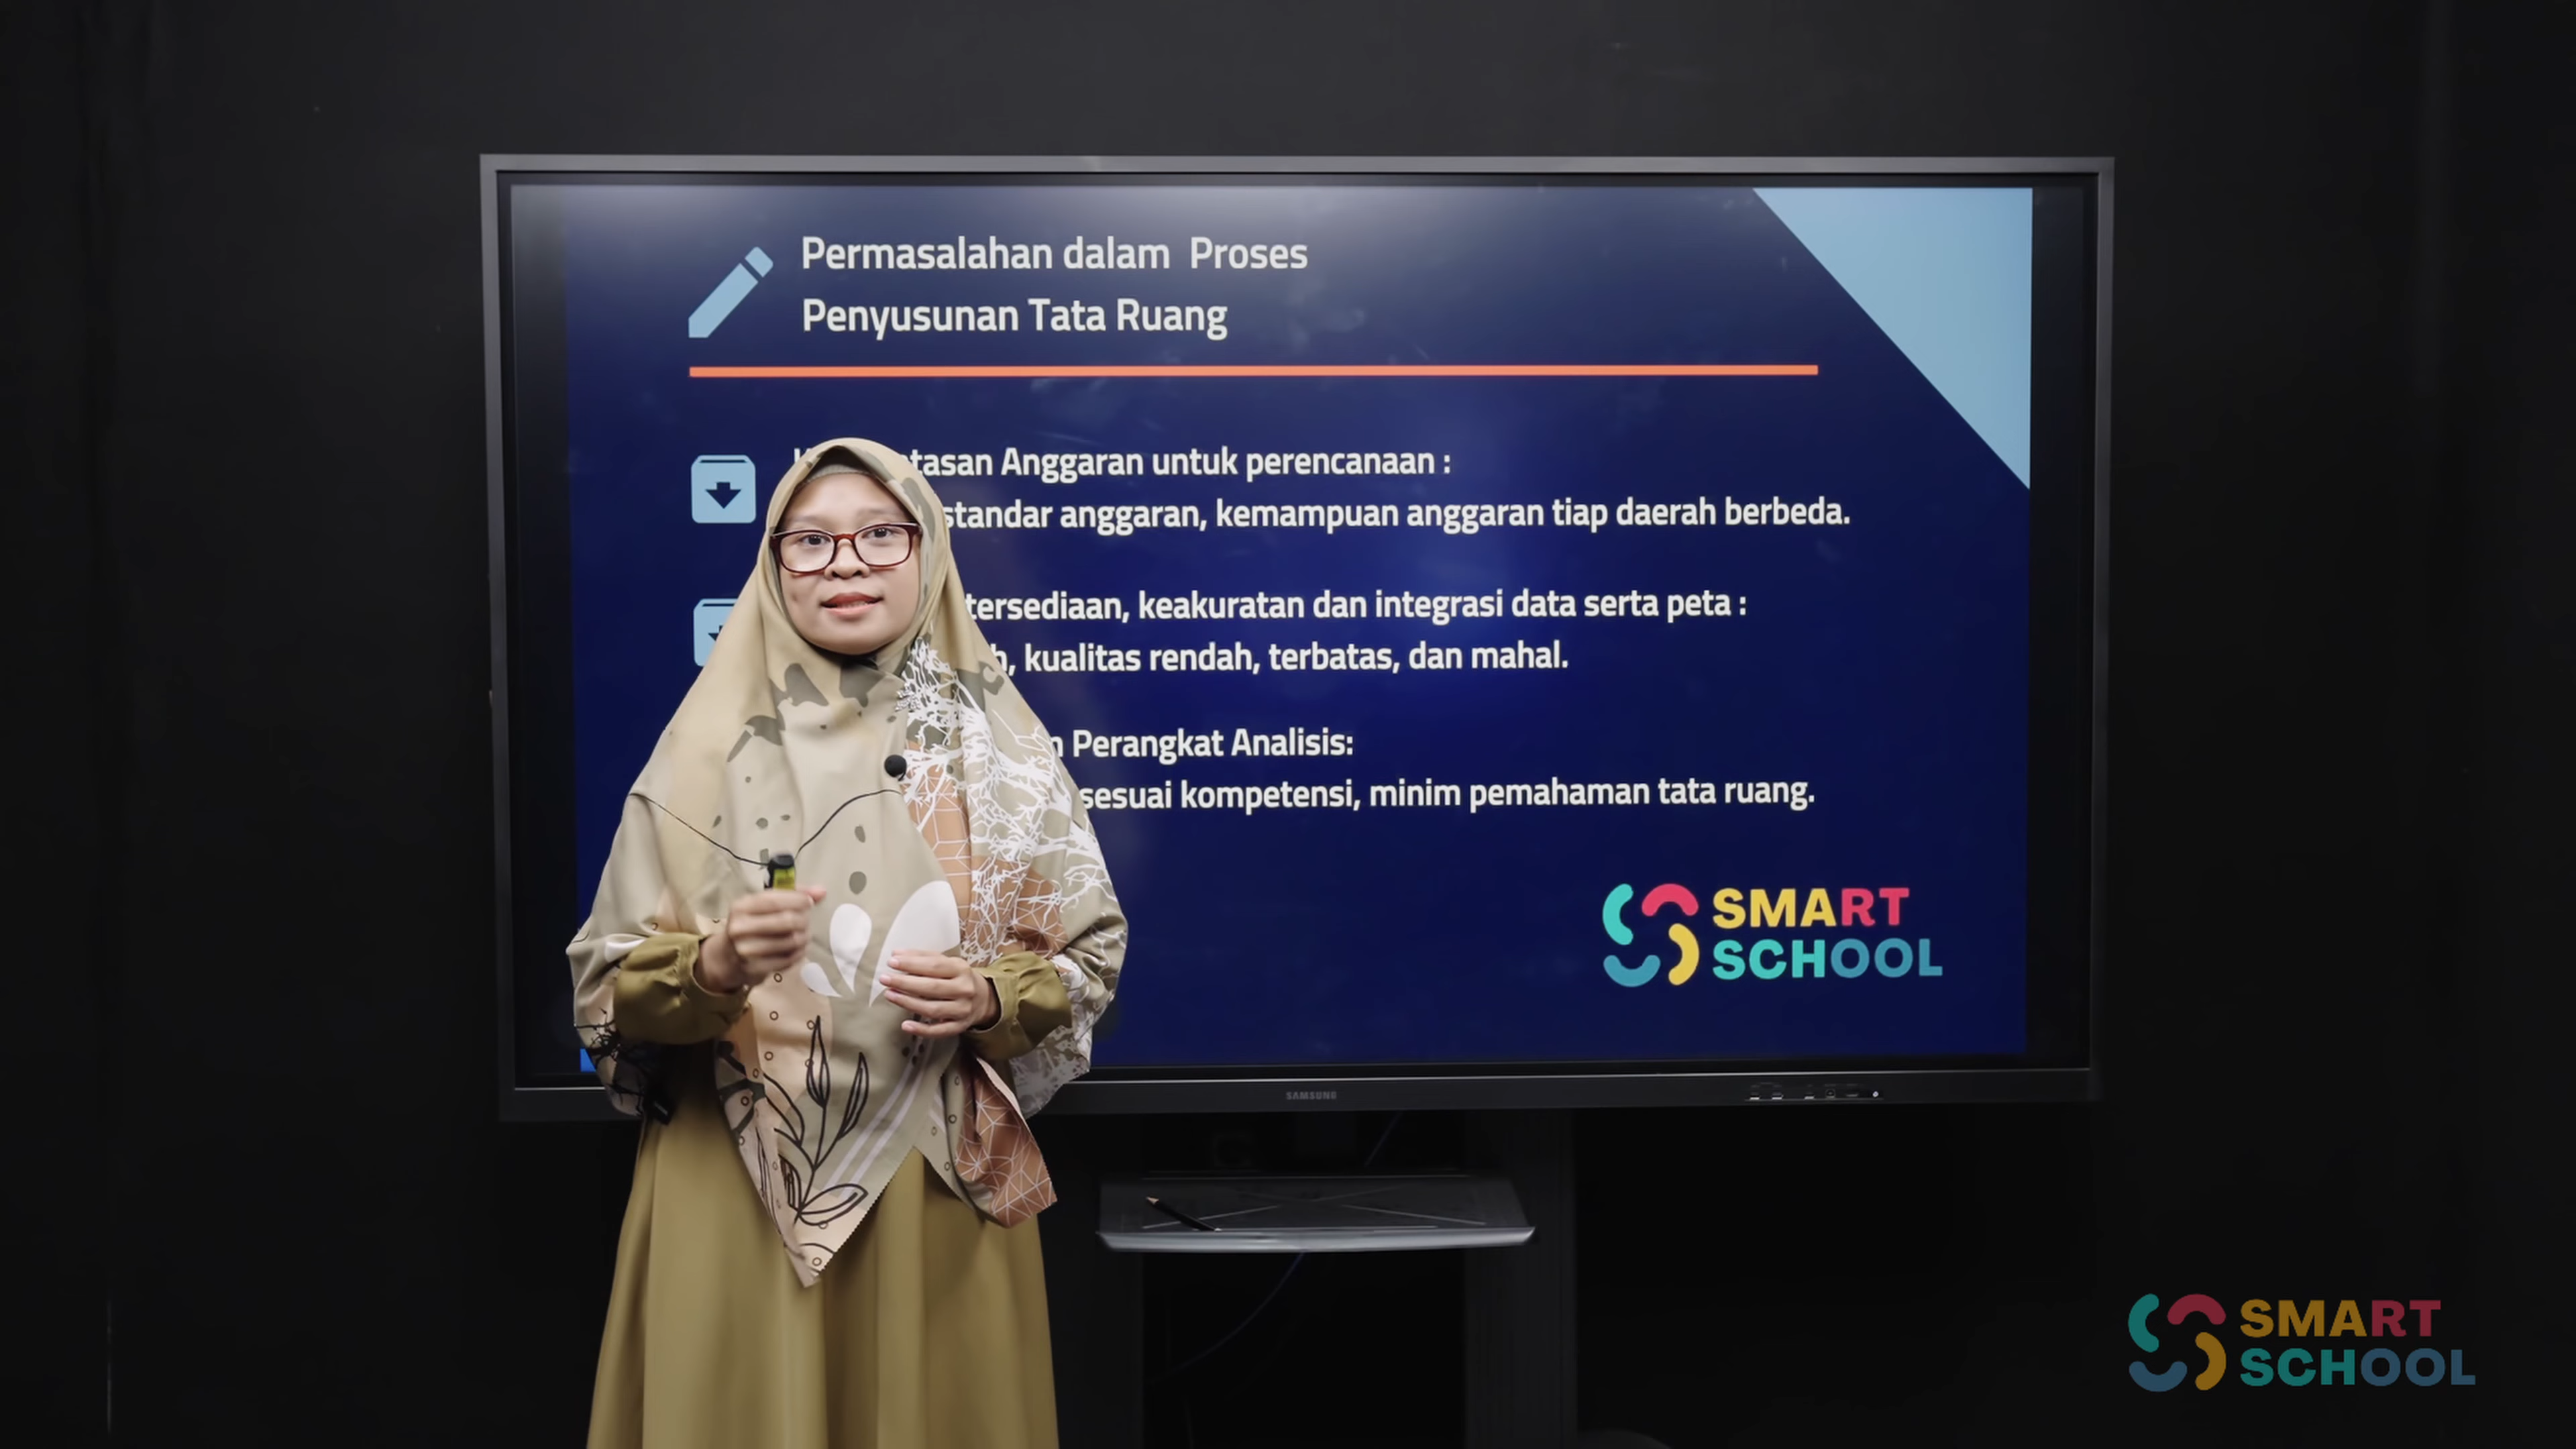 Permasalahan dalam Proses
Penyusunan Tata Ruang
Anggaran untuk perencanaan :
standar anggaran, kemampuan anggaran tiap daerah berbeda.
keakuratan dan integrasi data serta peta :
kualitas rendah, terbatas, dan mahal.
Perangkat Analisis:
sesuai kompetensi, minim pemahaman tata ruang.
SMART
SCHOOL
SAMSUNG
SMART
SCHOOL